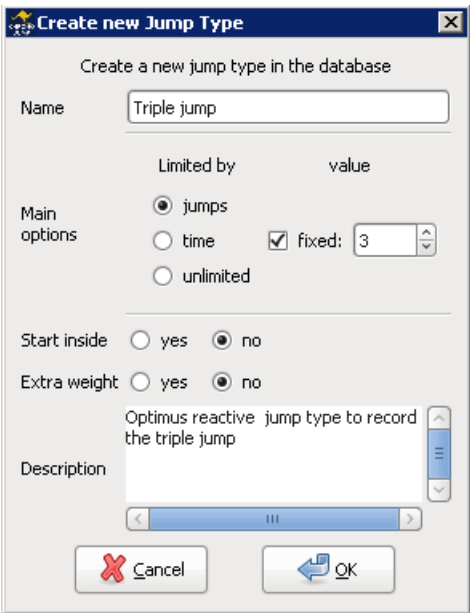 Create new Jump Type
Create a new jump type in the database
Name
Triple jump
Limited by value
Main
options
jumps
time
fixed: 3
unlimited
Start inside yes no
Extra weight yes no
Description
Optimus reactive  jump type to record
the triple jump
Cancel OK